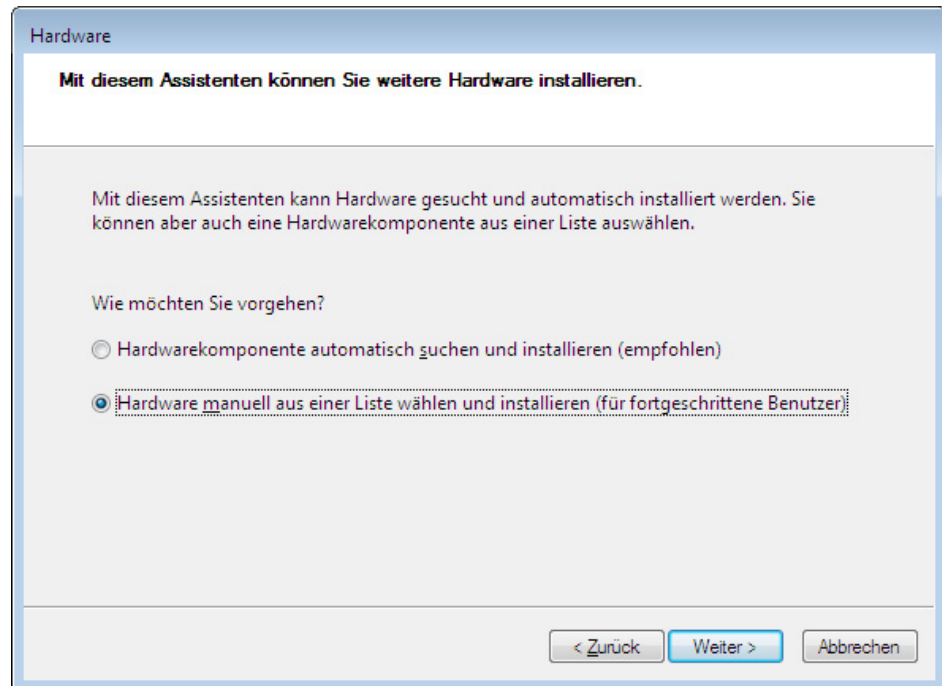 Hardware
Mit diesem Assistenten können Sie weitere Hardware installieren.
Mit diesem Assistenten kann Hardware gesucht und automatisch installiert werden. Sie
können aber auch eine Hardwarekomponente aus einer Liste auswählen.
Wie möchten Sie vorgehen?
Hardwarekomponente automatisch suchen und installieren (empfohlen)
Hardware manuell aus einer Liste wählen und installieren (für fortgeschrittene Benutzer)
< Zurück Weiter > Abbrechen